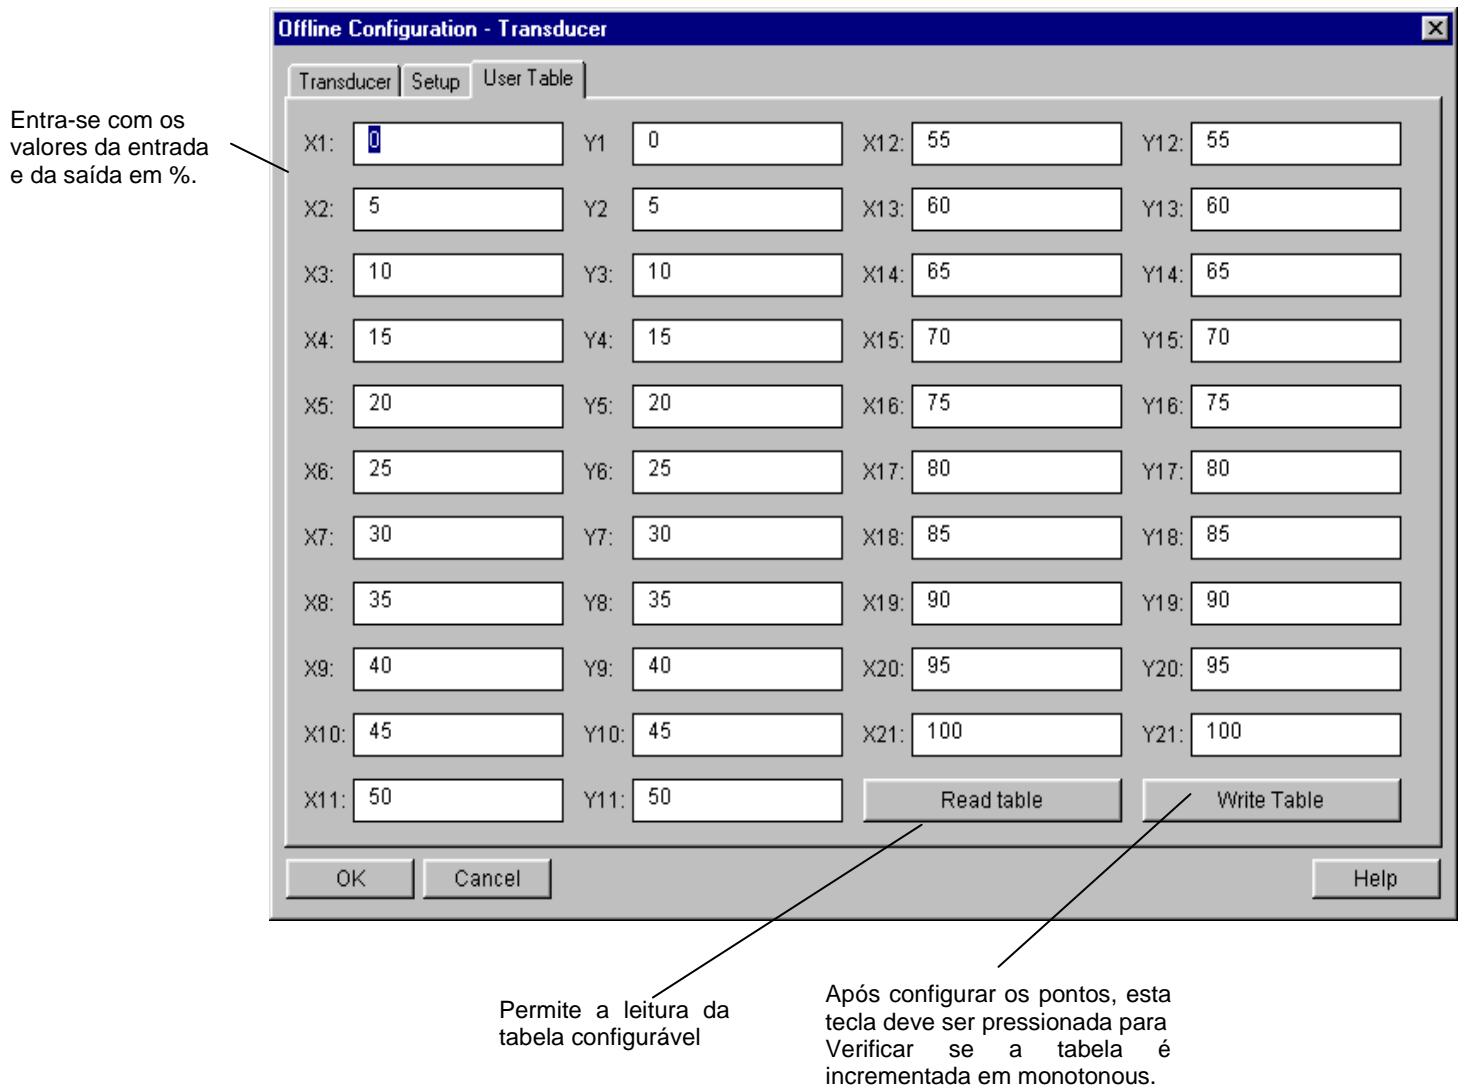 Offline Configuration - Transducer
Transducer Setup User Table
Entra-se com os
valores da entrada
e da saída em %.
X1: 0 Y1 0 X12: 55 Y12: 55
X2: 5 Y2 5 X13: 60 Y13: 60
X3: 10 Y3: 10 X14: 65 Y14: 65
X4: 15 Y4: 15 X15: 70 Y15: 70
X5: 20 Y5: 20 X16: 75 Y16: 75
X6: 25 Y6: 25 X17: 80 Y17: 80
X7: 30 Y7: 30 X18: 85 Y18: 85
X8: 35 Y8: 35 X19: 90 Y19: 90
X9: 40 Y9: 40 X20: 95 Y20: 95
X10: 45 Y10: 45 X21: 100 Y21: 100
X11: 50 Y11: 50 Read table Write Table
OK Cancel Help
Permite a leitura da
tabela configurável
Após configurar os pontos, esta
tecla deve ser pressionada para
Verificar se a tabela é
incrementada em monotonous.